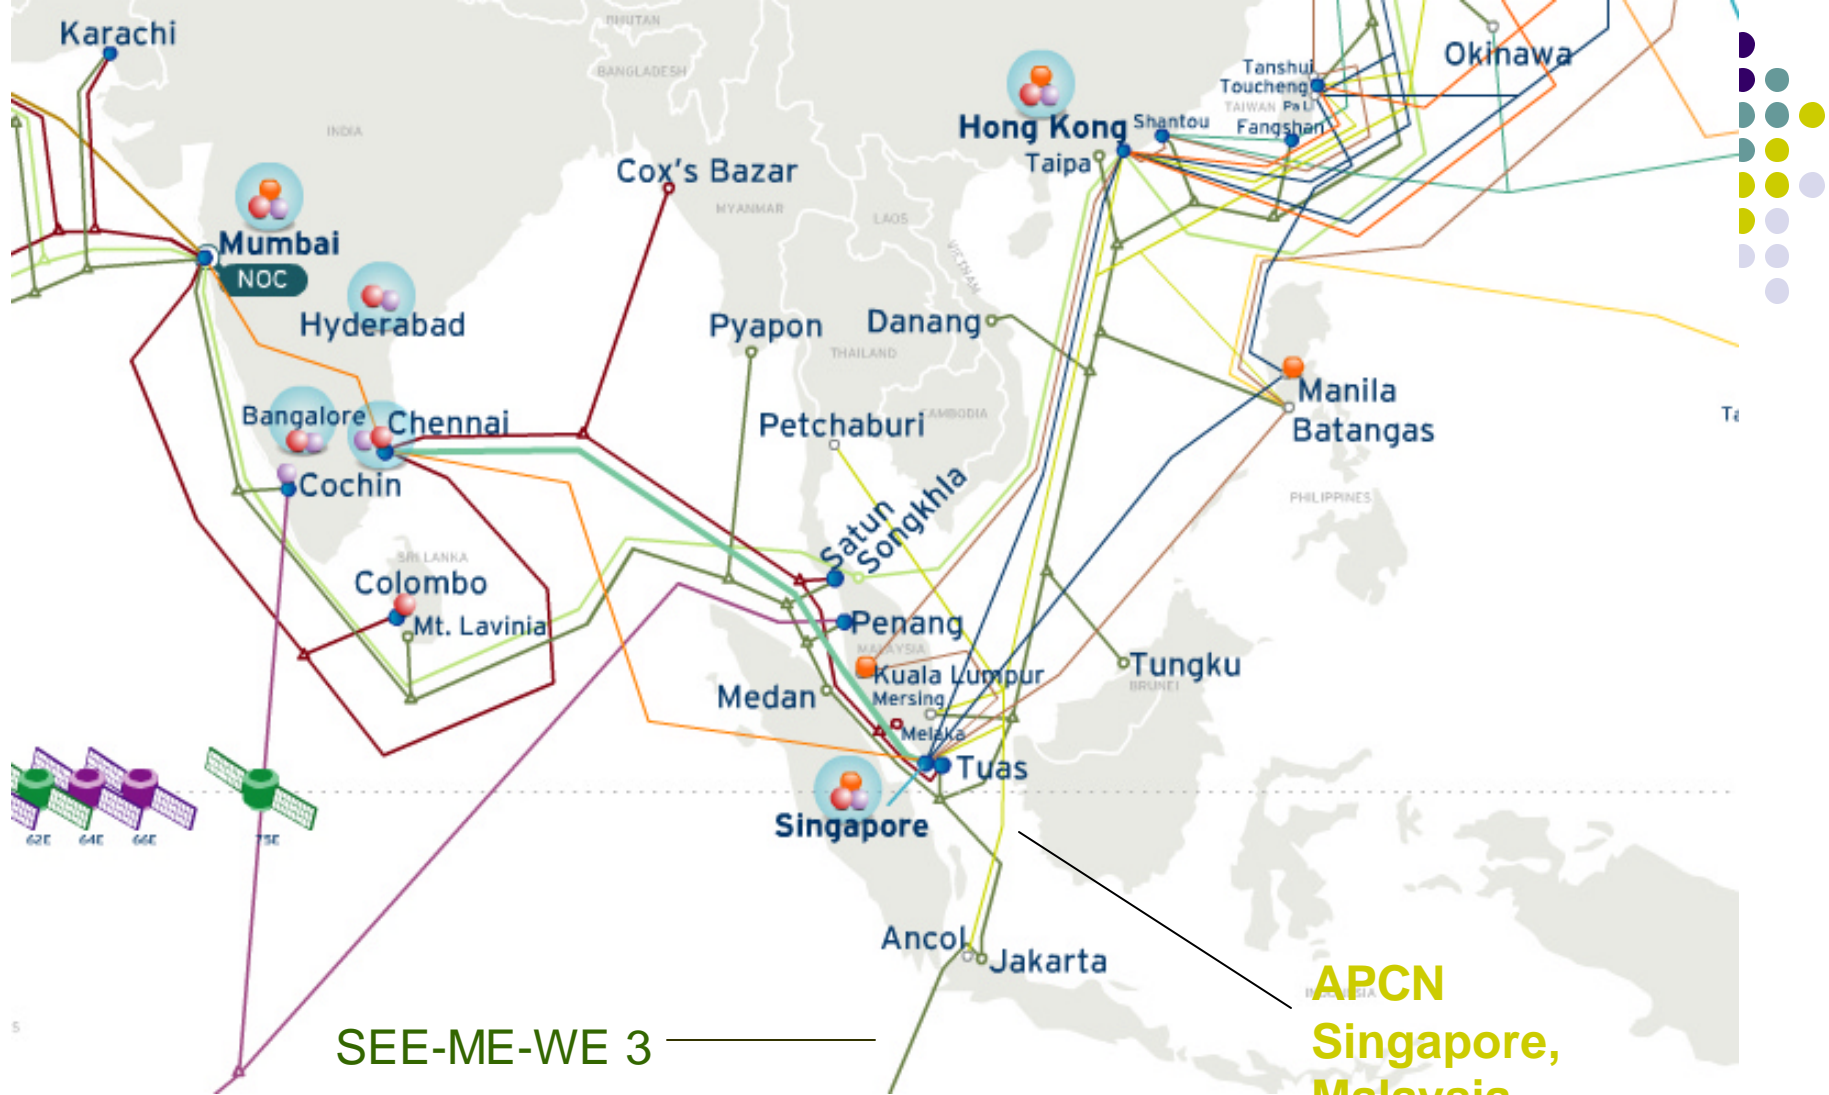 BHUTAN
Karachi
BANGLADESH
Okinawa
Tanshui
Toucheng
TAIWAN
INDIA
Hong Kong
Shantou
Fangshan
Taipa
Cox's Bazar
MYANMAR
LAOS
VIETNAM
Mumbai
NOC
Hyderabad
Pyapon
Danang
THAILAND
Manila
Batangas
Bangalore
Chennai
Petchaburi
CAMBODIA
Cochin
Satun
Songkhla
PHILIPPINES
SRI LANKA
Colombo
Mt. Lavinia
Penang
MALAYSIA
Kuala Lumpur
Tungku
BRUNEI
Medan
Mersing
Melaka
Tuas
Singapore
62E
64E
66E
75E
Ancol
Jakarta
APCN
INDONESIA
Singapore,
Malaysia
SEE-ME-WE 3